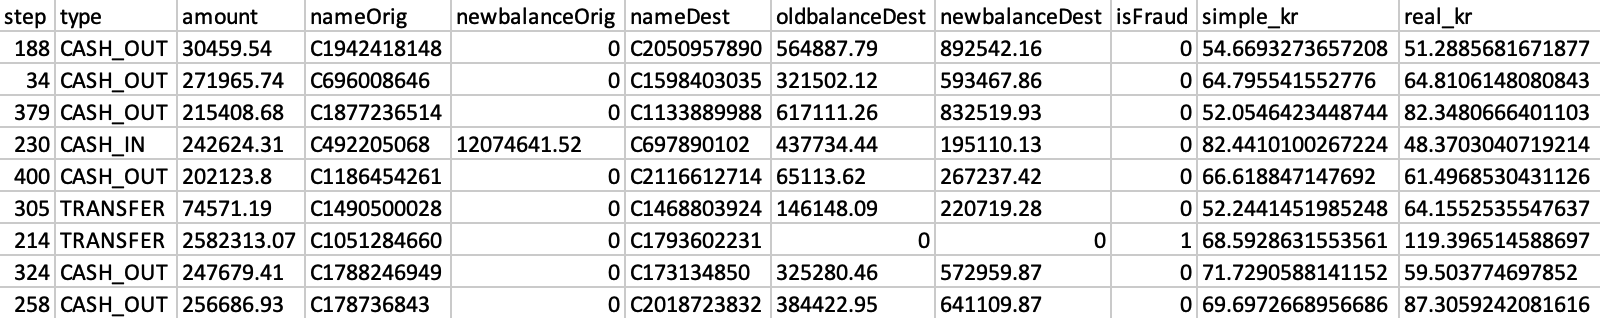 step type amount nameOrig newbalanceOrig nameDest oldbalanceDest newbalanceDest isFraud simple_kr real_kr
188 CASH_OUT 30459.54 C1942418148 0 C2050957890 564887.79 892542.16 0 54.6693273657208 51.2885681671877
34 CASH_OUT 271965.74 C696008646 0 C1598403035 321502.12 593467.86 0 64.795541552776 64.8106148080843
379 CASH_OUT 215408.68 C1877236514 0 C1133889988 617111.26 832519.93 0 52.0546423448744 82.3480666401103
230 CASH_IN 242624.31 C492205068 12074641.52 C697890102 437734.44 195110.13 0 82.4410100267224 48.3703040719214
400 CASH_OUT 202123.8 C1186454261 0 C2116612714 65113.62 267237.42 0 66.618847147692 61.4968530431126
305 TRANSFER 74571.19 C1490500028 0 C1468803924 146148.09 220719.28 0 52.2441451985248 64.1552535547637
214 TRANSFER 2582313.07 C1051284660 0 C1793602231 0 0 1 68.5928631553561 119.396514588697
324 CASH_OUT 247679.41 C1788246949 0 C173134850 325280.46 572959.87 0 71.7290588141152 59.503774697852
258 CASH_OUT 256686.93 C178736843 0 C2018723832 384422.95 641109.87 0 69.6972668956686 87.3059242081616